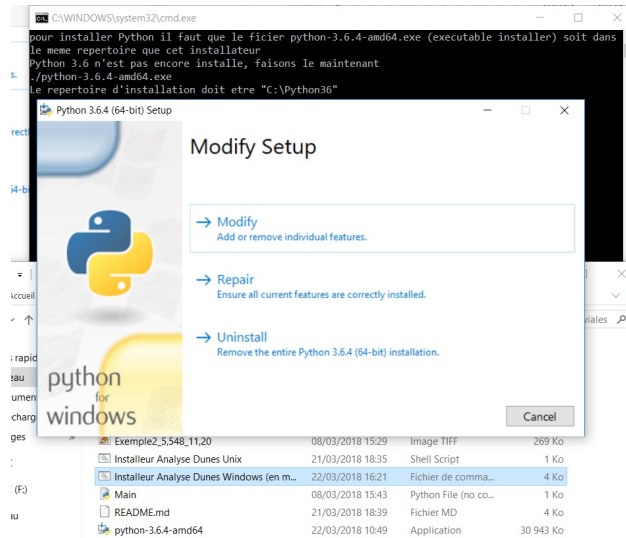 C:\WINDOWS\system32\cmd.exe
pour installer Python il faut que le ficier python-3.6.4-amd64.exe (executable installer) soit dans
le meme repertoire que cet installateur
Python 3.6 n'est pas encore installe, faisons le maintenant
./python-3.6.4-amd64.exe
Le repertoire d'installation doit etre "C:\Python36"
Python 3.6.4 (64-bit) Setup
Modify Setup
Modify
Add or remove individual features.
Repair
Ensure all current features are correctly installed.
Uninstall
Remove the entire Python 3.6.4 (64-bit) installation.
python
for
windows
Cancel
Accueil
viales
s rapid
eau
umen
charg
ges
(F:)
au
Exemple2_5,548_11,20 08/03/2018 15:29 Image TIFF 269 Ko
Installeur Analyse Dunes Unix 21/03/2018 18:35 Shell Script 1 Ko
Installeur Analyse Dunes Windows (en m... 22/03/2018 16:21 Fichier de comma... 4 Ko
Main 08/03/2018 15:43 Python File (no co... 1 Ko
README.md 21/03/2018 18:39 Fichier MD 4 Ko
python-3.6.4-amd64 22/03/2018 10:49 Application 30 943 Ko